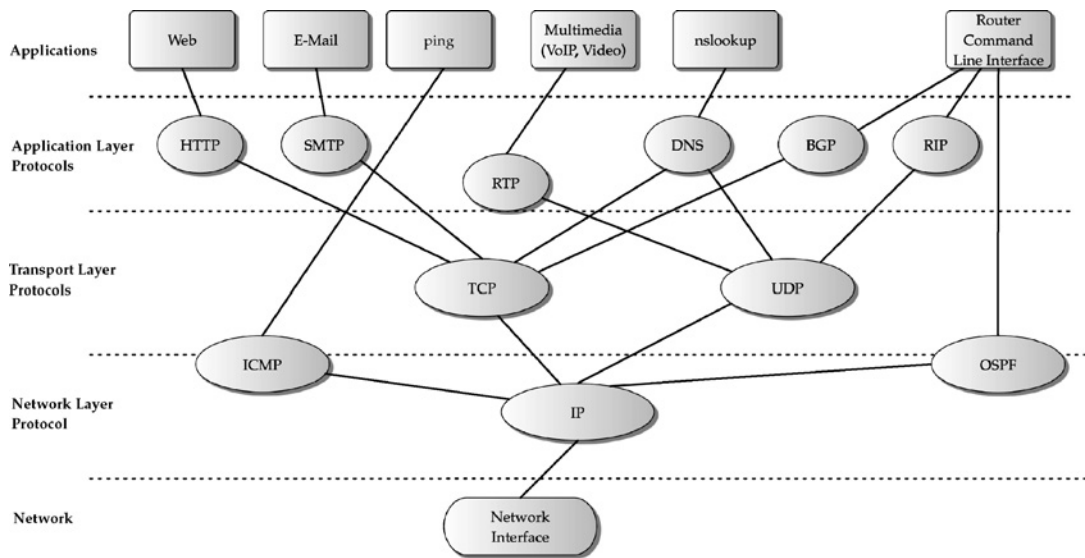 Applications
Web
E-Mail
ping
Multimedia
(VoIP, Video)
nslookup
Router
Command
Line Interface
Application Layer
Protocols
HTTP
SMTP
RTP
DNS
BGP
RIP
Transport Layer
Protocols
TCP
UDP
ICMP
OSPF
Network Layer
Protocol
IP
Network
Network
Interface